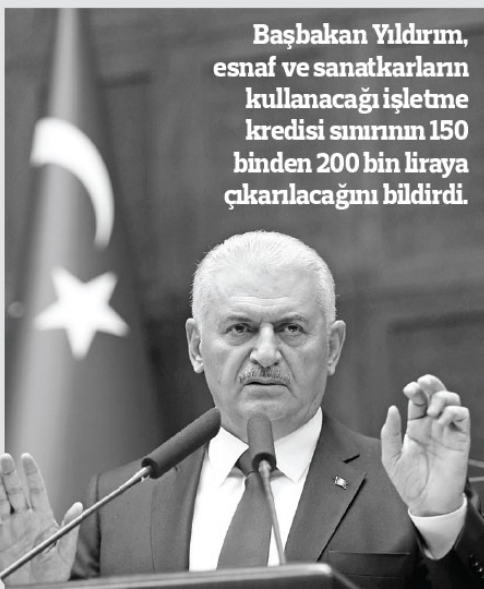 Başbakan Yıldırım,
esnaf ve sanatkarların
kullanacağı işletme
kredisi sınırının 150
binden 200 bin liraya
çıkarılacağını bildirdi.